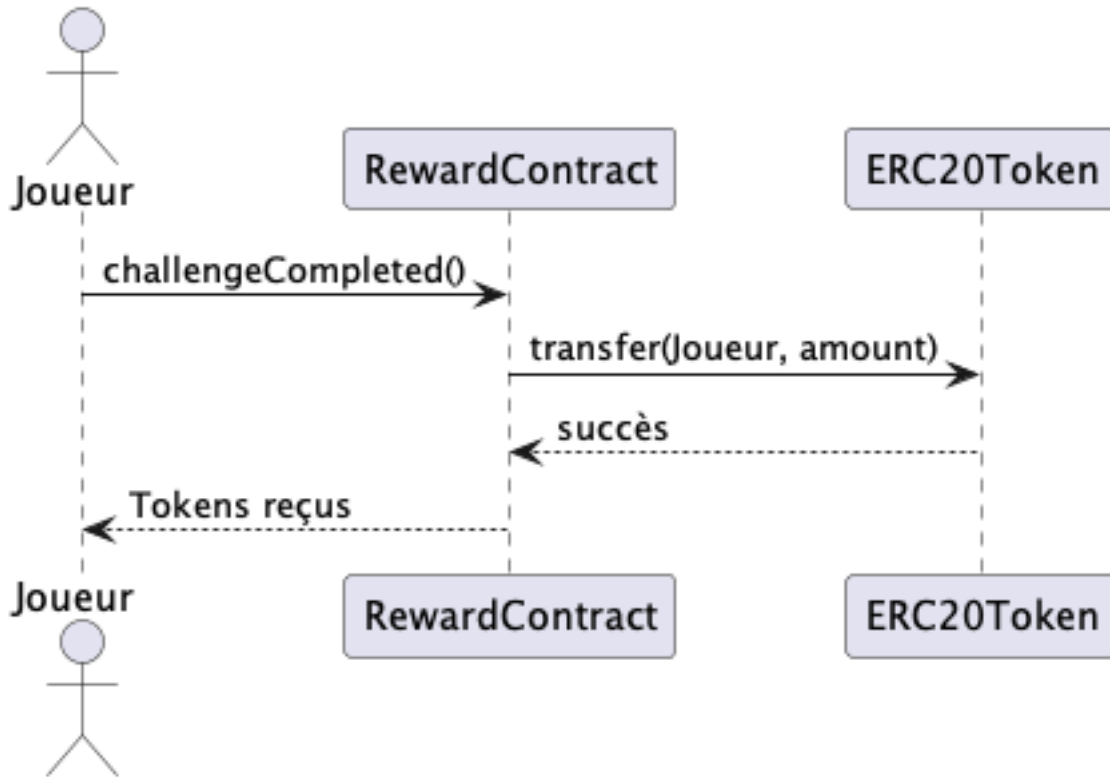 Joueur
RewardContract
ERC20Token
challengeCompleted()
transfer(Joueur, amount)
succès
Tokens reçus
Joueur
RewardContract
ERC20Token